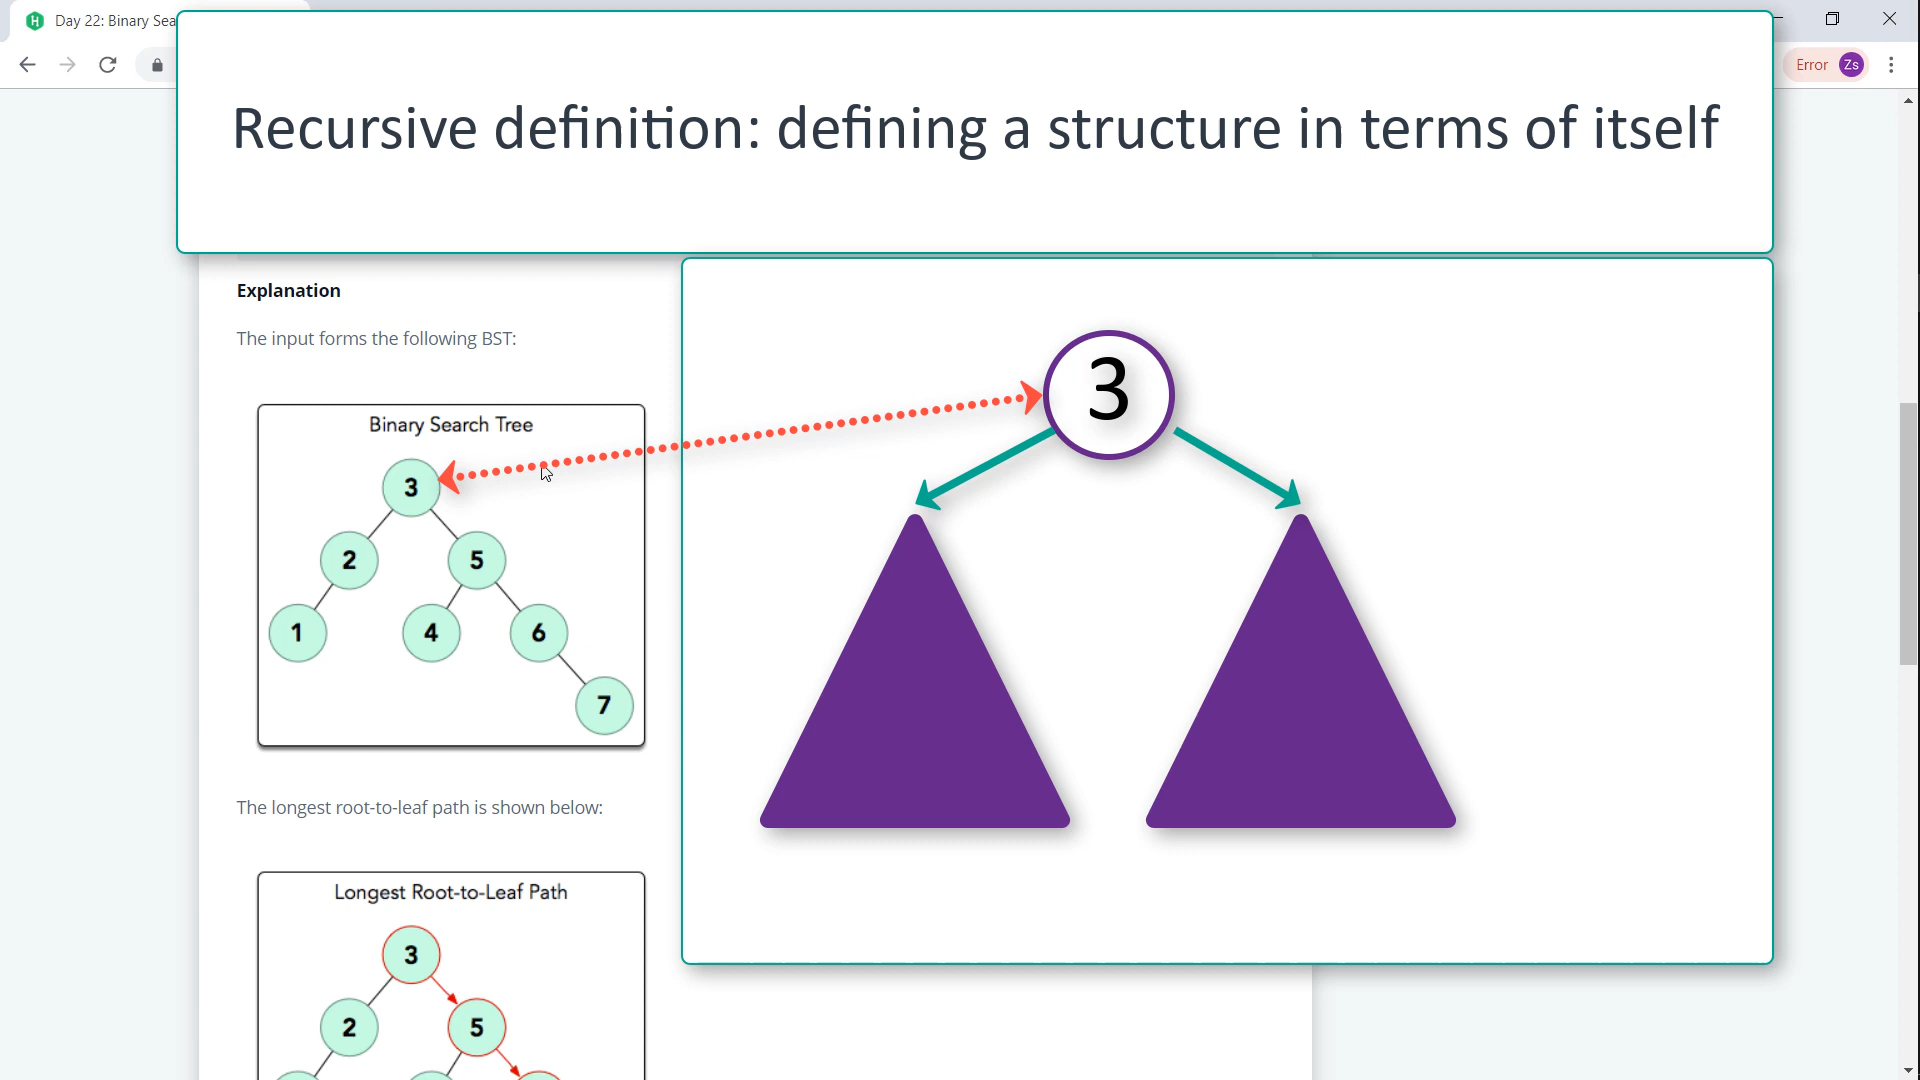 Day 22: Binary Sea
Error
Zs
Recursive definition: defining a structure in terms of itself
Explanation
The input forms the following BST:
Binary Search Tree
3
2
5
1
4
6
7
3
The longest root-to-leaf path is shown below:
Longest Root-to-Leaf Path
3
2
5